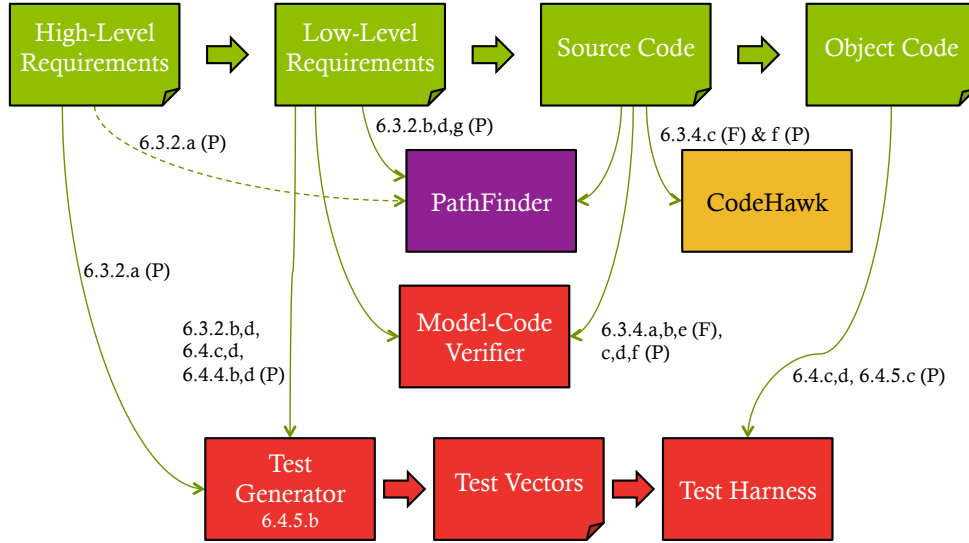 High-Level
Requirements
Low-Level
Requirements
Source Code
Object Code
6.3.2.a (P)
6.3.2.b,d,g (P)
6.3.4.c (F) & f (P)
PathFinder
CodeHawk
6.3.2.a (P)
6.3.2.b,d,
6.4.c,d,
6.4.4.b,d (P)
Model-Code
Verifier
6.3.4.a,b,e (F),
c,d,f (P)
6.4.c,d, 6.4.5.c (P)
Test
Generator
6.4.5.b
Test Vectors
Test Harness